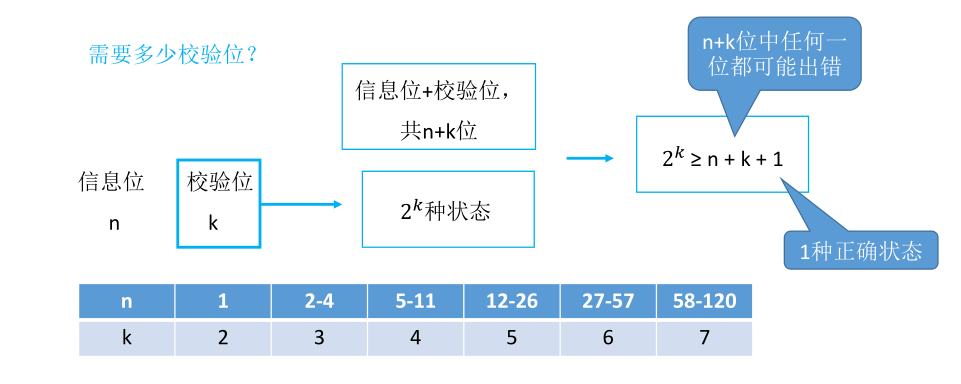 需要多少校验位？
n+k位中任何一
位都可能出错
信息位+校验位，
共n+k位
2^k ≥ n + k + 1
信息位
n
校验位
k
2^k种状态
1种正确状态
n 1 2-4 5-11 12-26 27-57 58-120
k 2 3 4 5 6 7